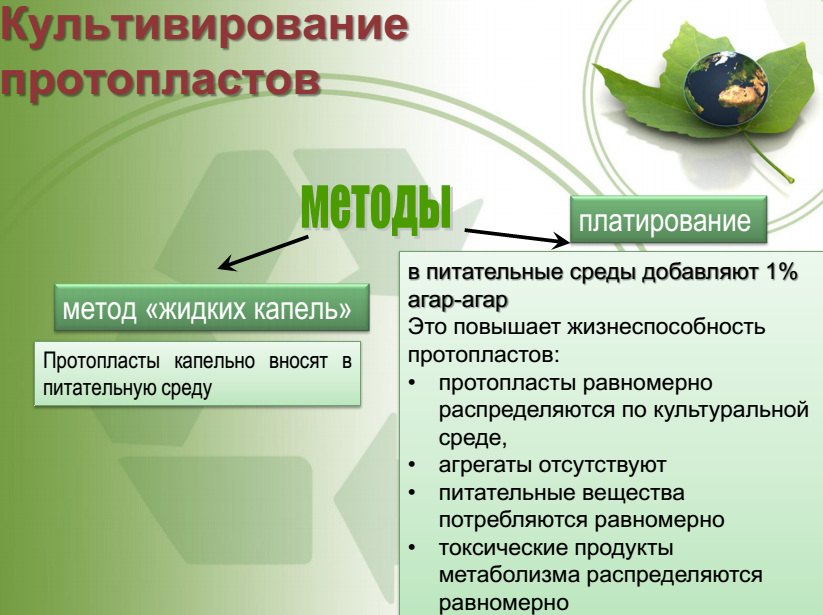 Культивирование
протопластов
методы
платирование
метод «жидких капель»
Протопласты капельно вносят в
питательную среду
в питательные среды добавляют 1%
агар-агар
Это повышает жизнеспособность
протопластов:
• протопласты равномерно
распределяются по культуральной
среде,
• агрегаты отсутствуют
• питательные вещества
потребляются равномерно
• токсические продукты
метаболизма распределяются
равномерно